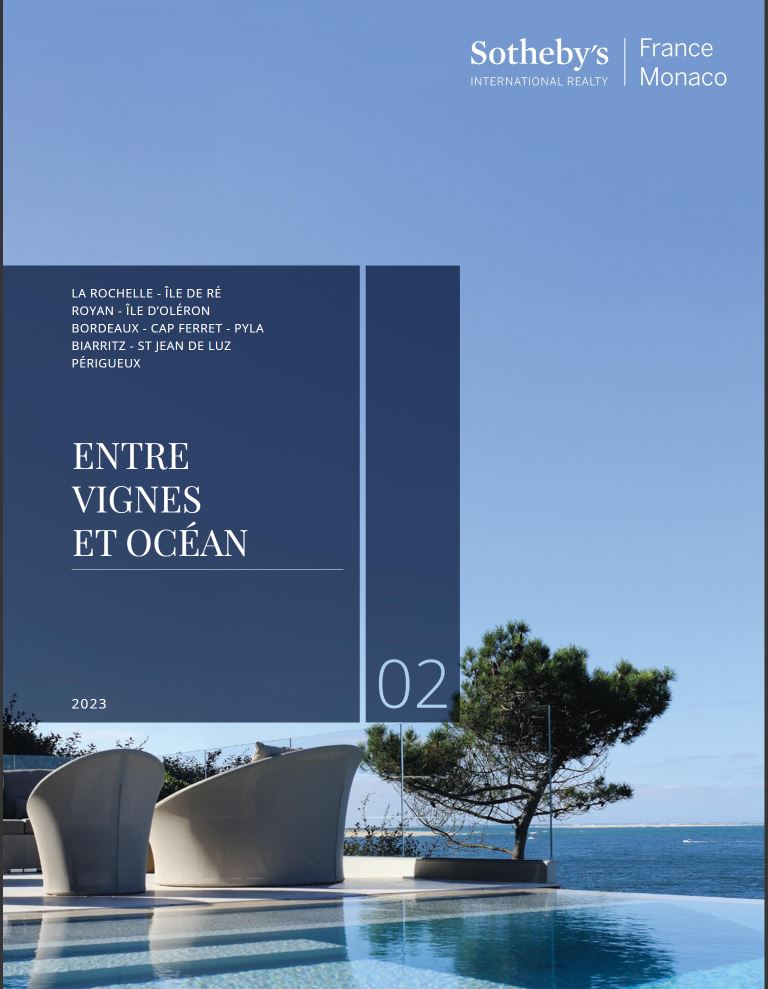 Sotheby's
INTERNATIONAL REALTY
France
Monaco
LA ROCHELLE - ÎLE DE RÉ
ROYAN - ÎLE D'OLÉRON
BORDEAUX - CAP FERRET - PYLA
BIARRITZ - ST JEAN DE LUZ
PÉRIGUEUX
ENTRE
VIGNES
ET OCÉAN
2023
02